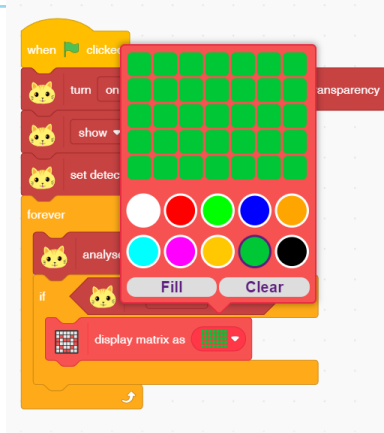 when clicked
turn on ansparency
show
set detec
forever
analyse
if
Fill Clear
display matrix as